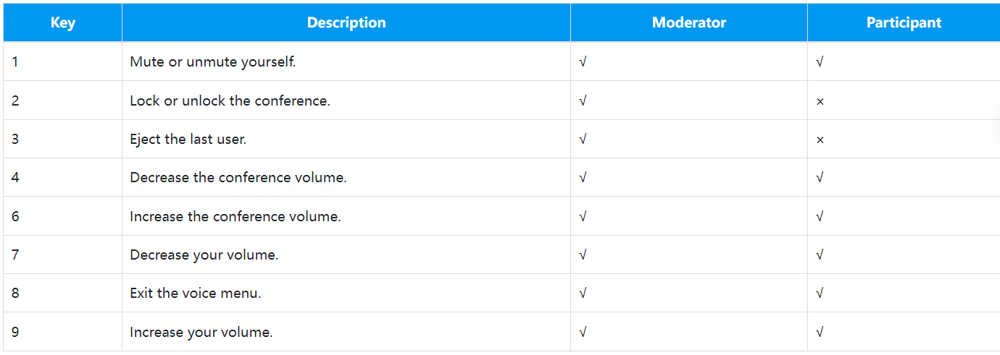 Key Description Moderator Participant
1 Mute or unmute yourself. √ √
2 Lock or unlock the conference. √ ×
3 Eject the last user. √ ×
4 Decrease the conference volume. √ √
6 Increase the conference volume. √ √
7 Decrease your volume. √ √
8 Exit the voice menu. √ √
9 Increase your volume. √ √